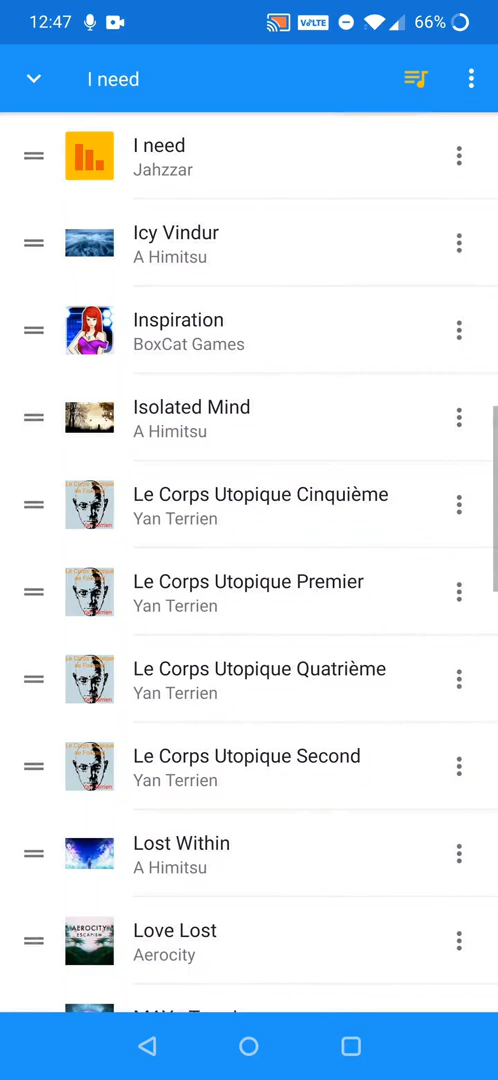 12:47
VoLTE
66%
I need
I need
Jahzzar
Icy Vindur
A Himitsu
Inspiration
BoxCat Games
Isolated Mind
A Himitsu
Le Corps Utopique Cinquième
Yan Terrien
Le Corps Utopique Premier
Yan Terrien
Le Corps Utopique Quatrième
Yan Terrien
Le Corps Utopique Second
Yan Terrien
Lost Within
A Himitsu
AEROCITY
ESCAPISM
Love Lost
Aerocity